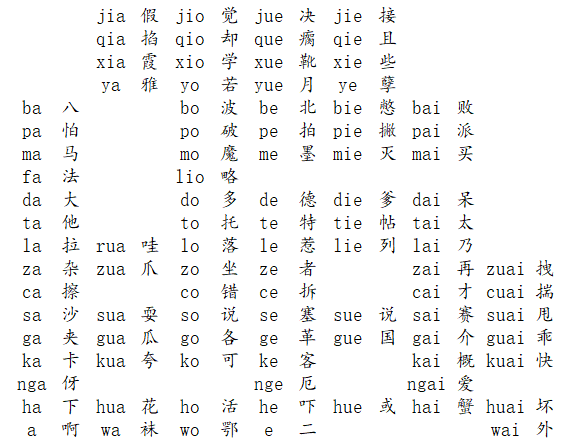 jia 假 jio 觉 jue 决 jie 接
qia 掐 qio 却 que 瘸 qie 且
xia 霞 xio 学 xue 靴 xie 些
ya 雅 yo 若 yue 月 ye 孽
ba 八 bo 波 be 北 bie 憋 bai 败
pa 怕 po 破 pe 拍 pie 撇 pai 派
ma 马 mo 魔 me 墨 mie 灭 mai 买
fa 法 lio 略
da 大 do 多 de 德 die 爹 dai 呆
ta 他 to 托 te 特 tie 帖 tai 太
la 拉 rua 哇 lo 落 le 惹 lie 列 lai 乃
za 杂 zua 爪 zo 坐 ze 者 zai 再 zuai 拽
ca 擦 co 错 ce 拆 cai 才 cuai 揣
sa 沙 sua 耍 so 说 se 塞 sue 说 sai 赛 suai 甩
ga 夹 gua 瓜 go 各 ge 革 gue 国 gai 介 guai 乖
ka 卡 kua 夸 ko 可 ke 客 kai 概 kuai 快
nga 伢 nge 厄 ngai 爱
ha 下 hua 花 ho 活 he 吓 hue 或 hai 蟹 huai 坏
a 啊 wa 袜 wo 鄂 e 二 wai 外